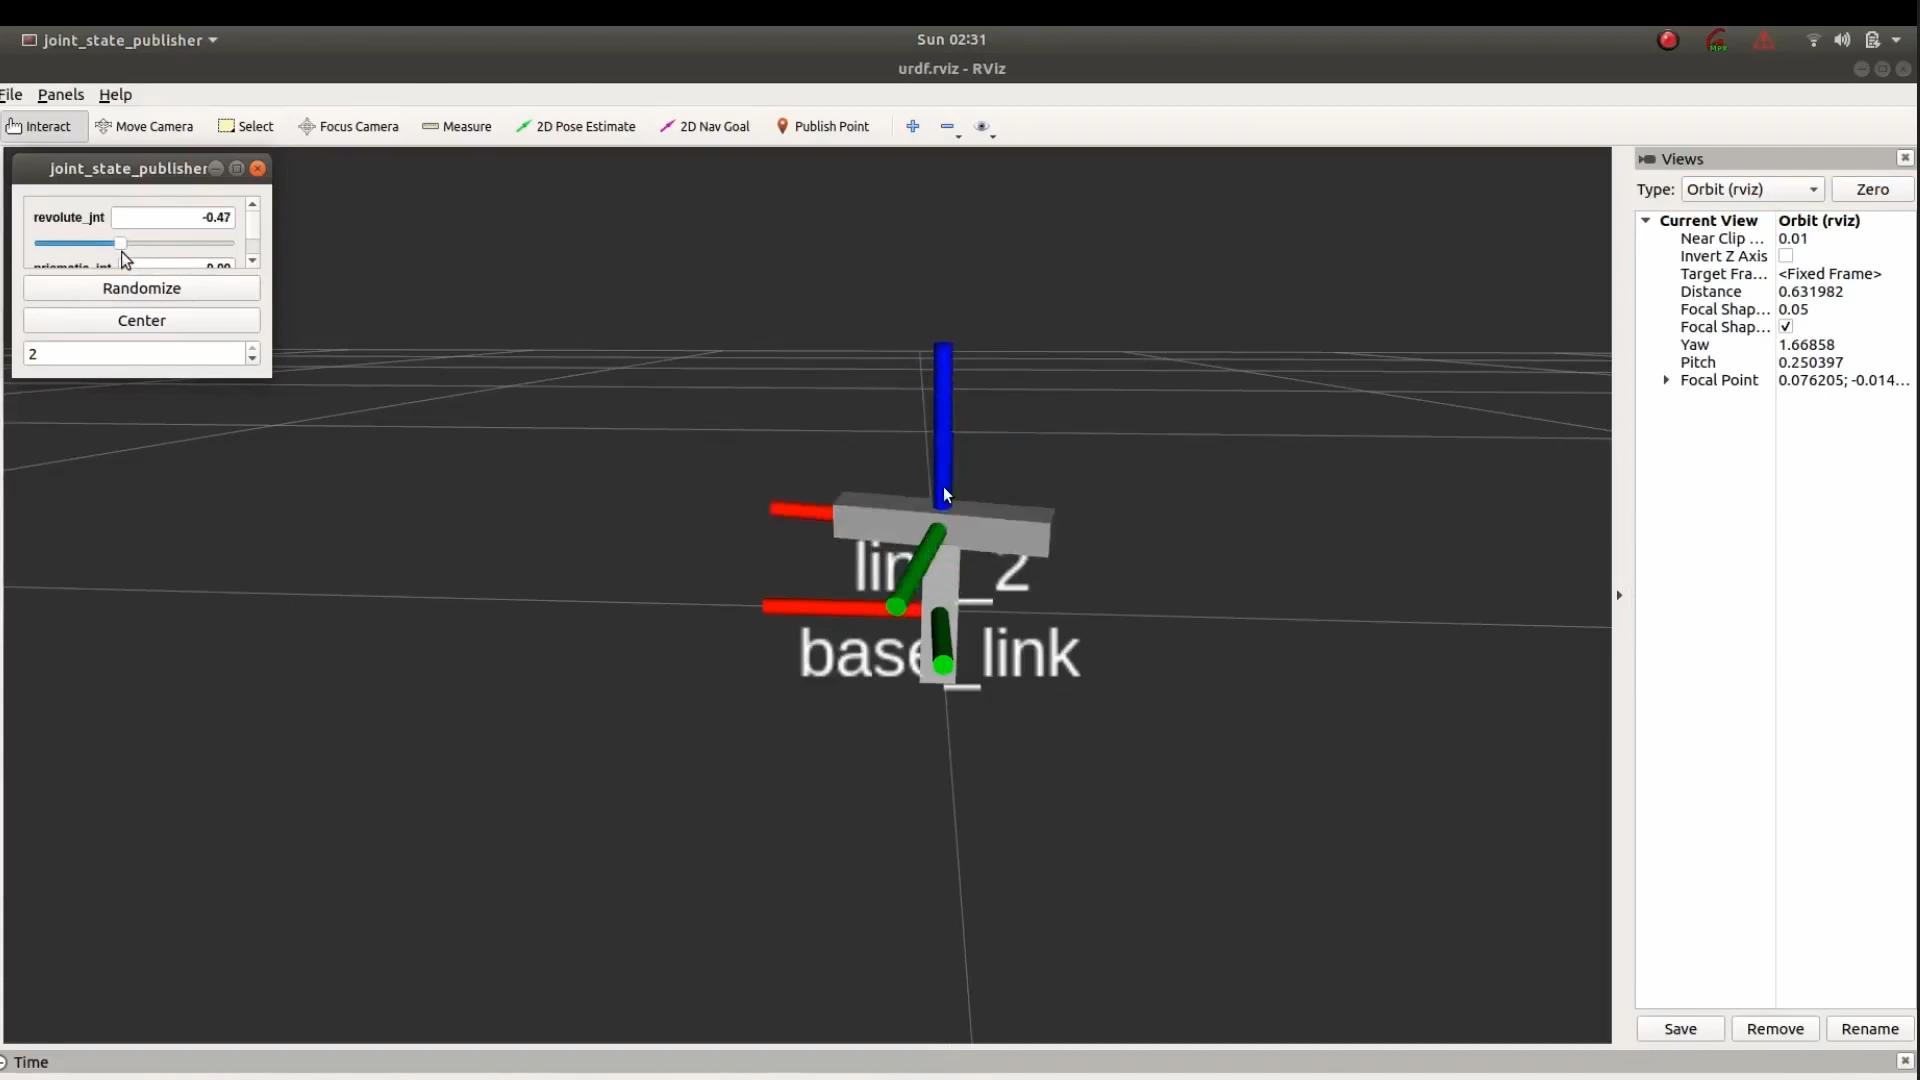 joint_state_publisher
Sun 02:31
urdf.rviz - RViz
File Panels Help
Interact Move Camera Select Focus Camera Measure 2D Pose Estimate 2D Nav Goal Publish Point
joint_state_publisher
revolute_jnt -0.47
prismatic_jnt 0.00
Randomize
Center
2
Views
Type: Orbit (rviz) Zero
Current View Orbit (rviz)
Near Clip ... 0.01
Invert Z Axis
Target Fra... <Fixed Frame>
Distance 0.631982
Focal Shap... 0.05
Focal Shap... ✓
Yaw 1.66858
Pitch 0.250397
Focal Point 0.076205; -0.014...
link_2
base_link
Save Remove Rename
Time